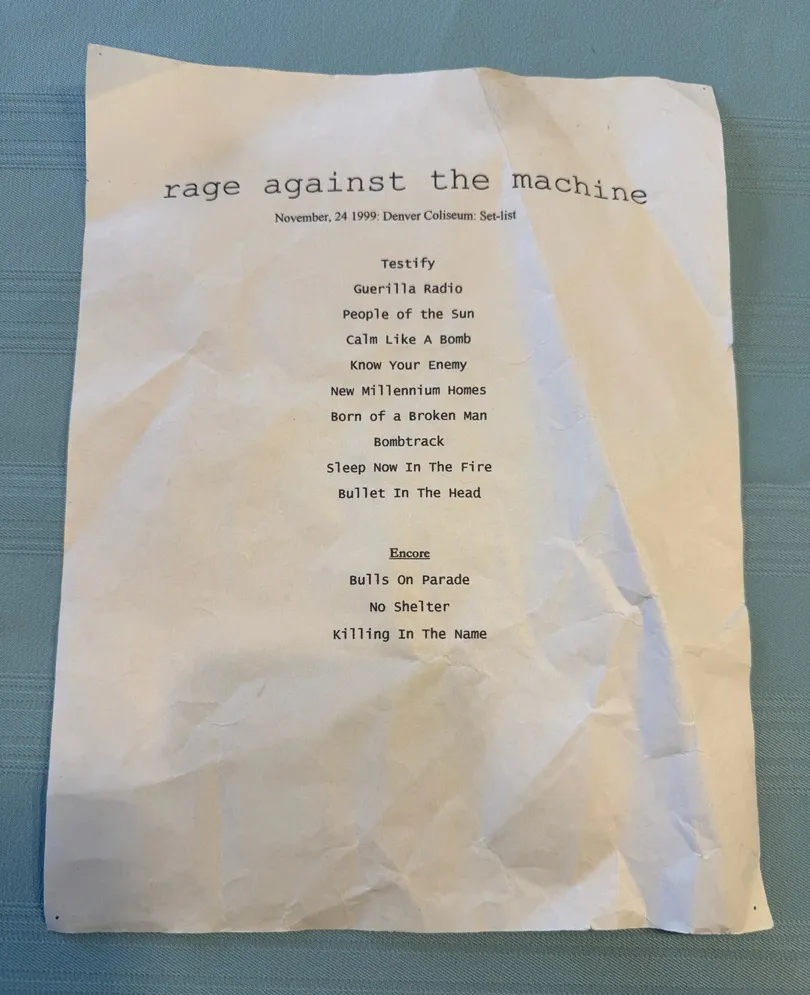 rage against the machine
November, 24 1999: Denver Coliseum: Set-list
Testify
Guerilla Radio
People of the Sun
Calm Like A Bomb
Know Your Enemy
New Millennium Homes
Born of a Broken Man
Bombtrack
Sleep Now In The Fire
Bullet In The Head
Encore
Bulls On Parade
No Shelter
Killing In The Name